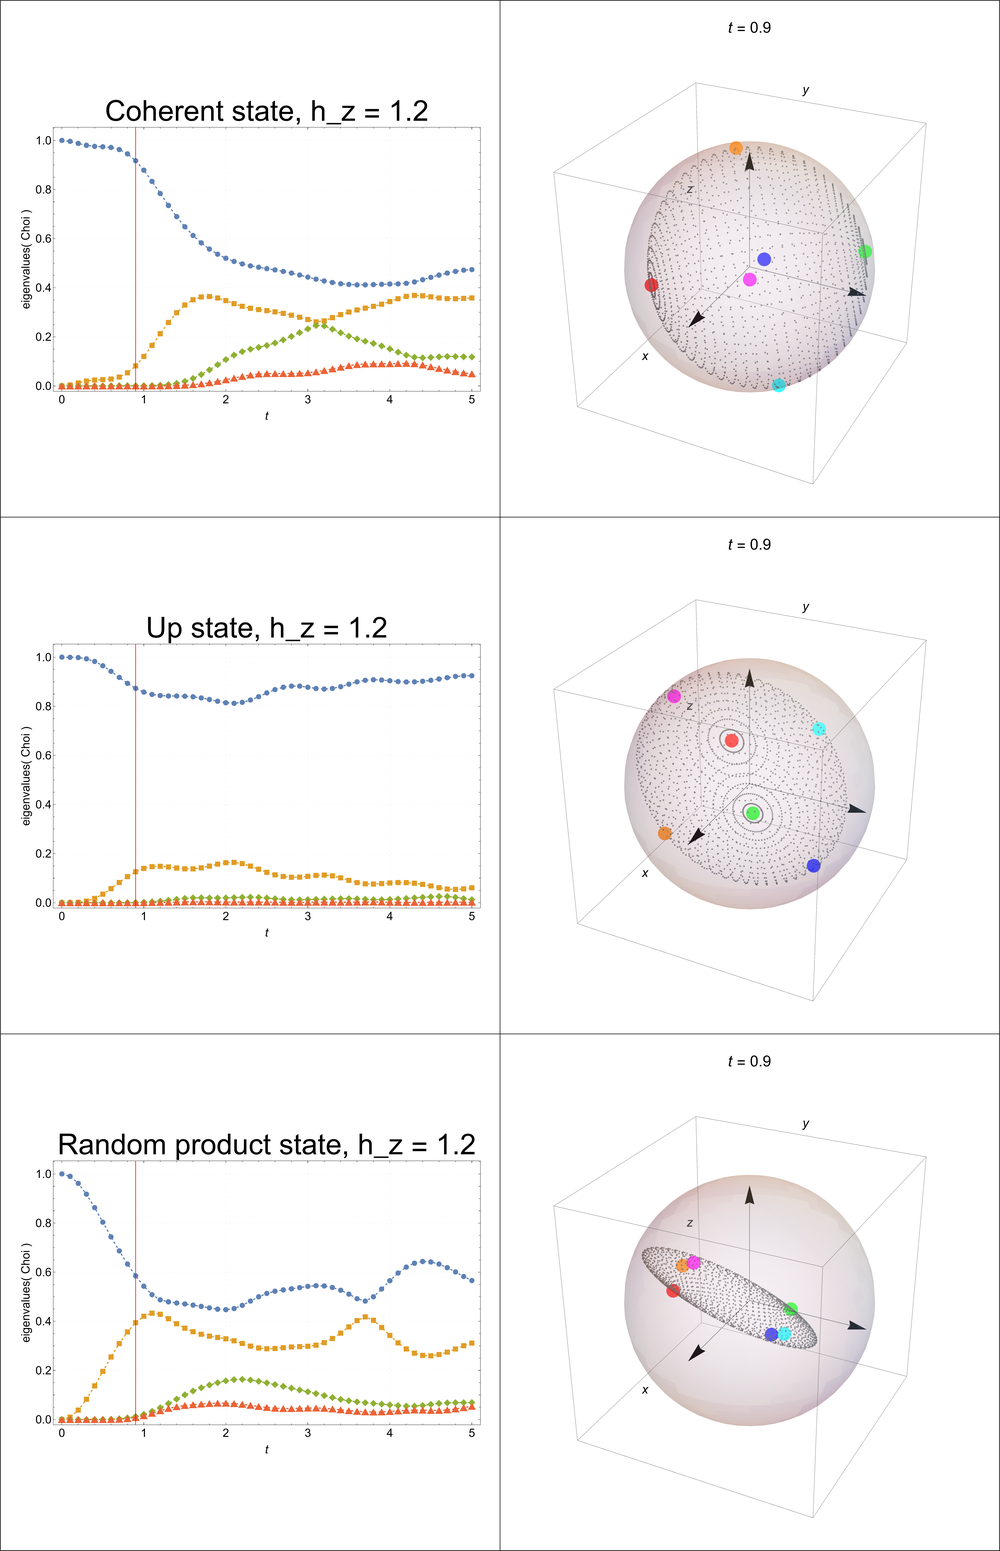 Coherent state, h_z = 1.2
eigenvalues( Choi )
1.0
0.8
0.6
0.4
0.2
0.0
0 1 2 3 4 5
t
t = 0.9
y
z
x
Up state, h_z = 1.2
eigenvalues( Choi )
1.0
0.8
0.6
0.4
0.2
0.0
0 1 2 3 4 5
t
t = 0.9
y
z
x
Random product state, h_z = 1.2
eigenvalues( Choi )
1.0
0.8
0.6
0.4
0.2
0.0
0 1 2 3 4 5
t
t = 0.9
y
z
x